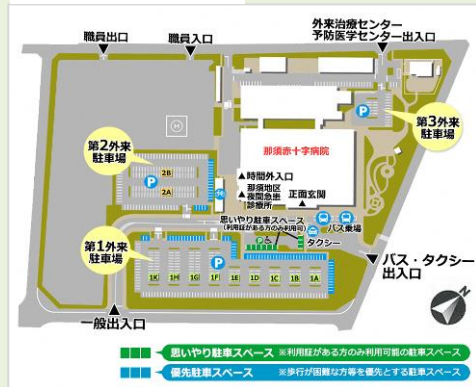 外来治療センター
予防医学センター出入口
職員出口
職員入口
H
P
第3外来
駐車場
第2外来
駐車場
那須赤十字病院
2B
P
2A
▲時間外入口
▲那須地区
夜間急患
診療所
正面玄関
▲
思いやり駐車スペース
(利用証がある方のみ利用可)
バス乗場
タクシー
第1外来
駐車場
P
1K
1H
1G
1F
1E
1D
1C
1B
1A
バス・タクシー
出入口
一般出入口
思いやり駐車スペース ※利用証がある方のみ利用可能の駐車スペース
優先駐車スペース ※歩行が困難な方等を優先とする駐車スペース